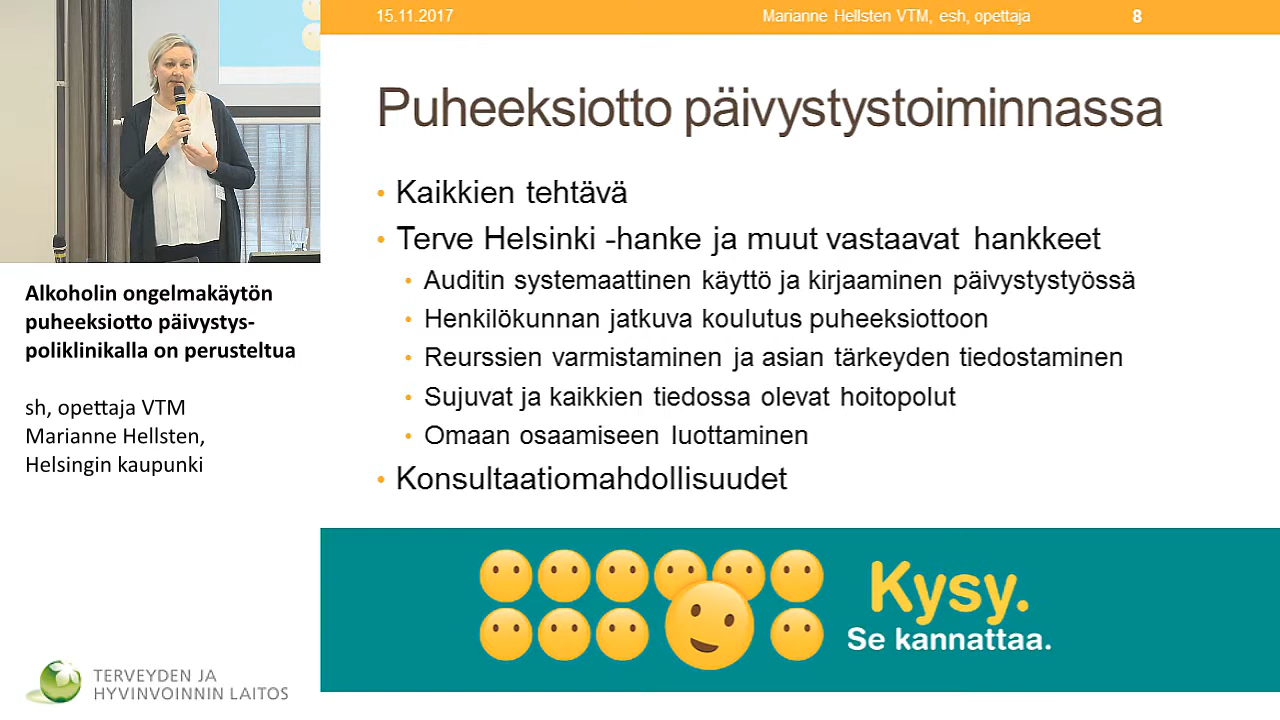 15.11.2017
Marianne Hellsten VTM, esh, opettaja
8
Puheeksiotto päivystystoiminnassa
• Kaikkien tehtävä
• Terve Helsinki -hanke ja muut vastaavat hankkeet
• Auditin systemaattinen käyttö ja kirjaaminen päivystystyössä
• Henkilökunnan jatkuva koulutus puheeksiottoon
• Reurssien varmistaminen ja asian tärkeyden tiedostaminen
• Sujuvat ja kaikkien tiedossa olevat hoitopolut
• Omaan osaamiseen luottaminen
• Konsultaatiomahdollisuudet
Kysy.
Se kannattaa.
Alkoholin ongelmakäytön
puheeksiotto päivystys-
poliklinikalla on perusteltua
sh, opettaja VTM
Marianne Hellsten,
Helsingin kaupunki
TERVEYDEN JA
HYVINVOINNIN LAITOS